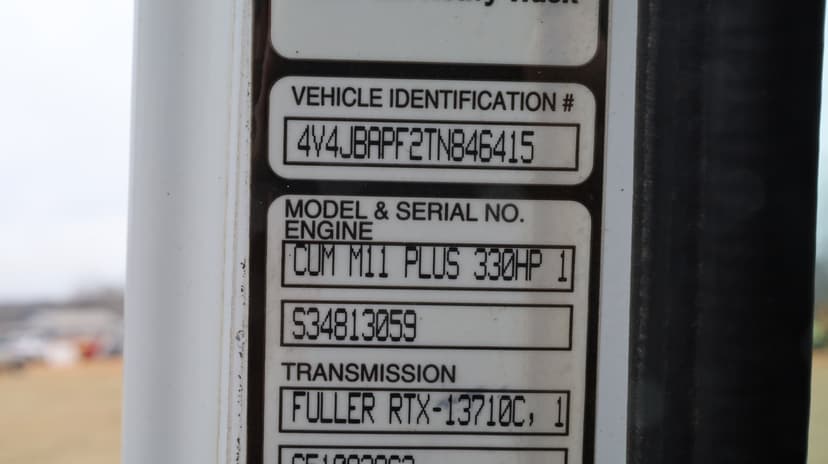 VEHICLE IDENTIFICATION #
4V4JBAPF2TN846415
MODEL & SERIAL NO.
ENGINE
CUM M11 PLUS 330HP 1
S34813059
TRANSMISSION
FULLER RTX-13710C, 1